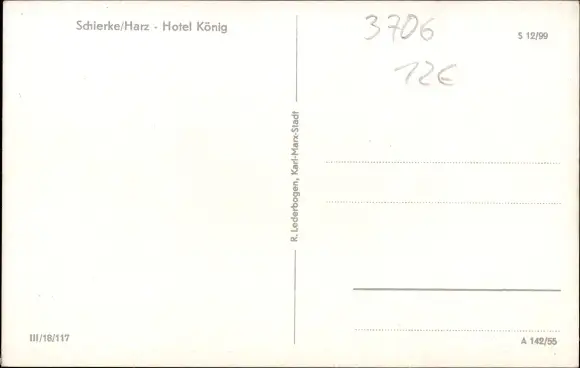 Schierke/Harz - Hotel König
3706
S 12/99
12€
R. Lederbogen, Karl-Marx-Stadt
III/18/117
A 142/55